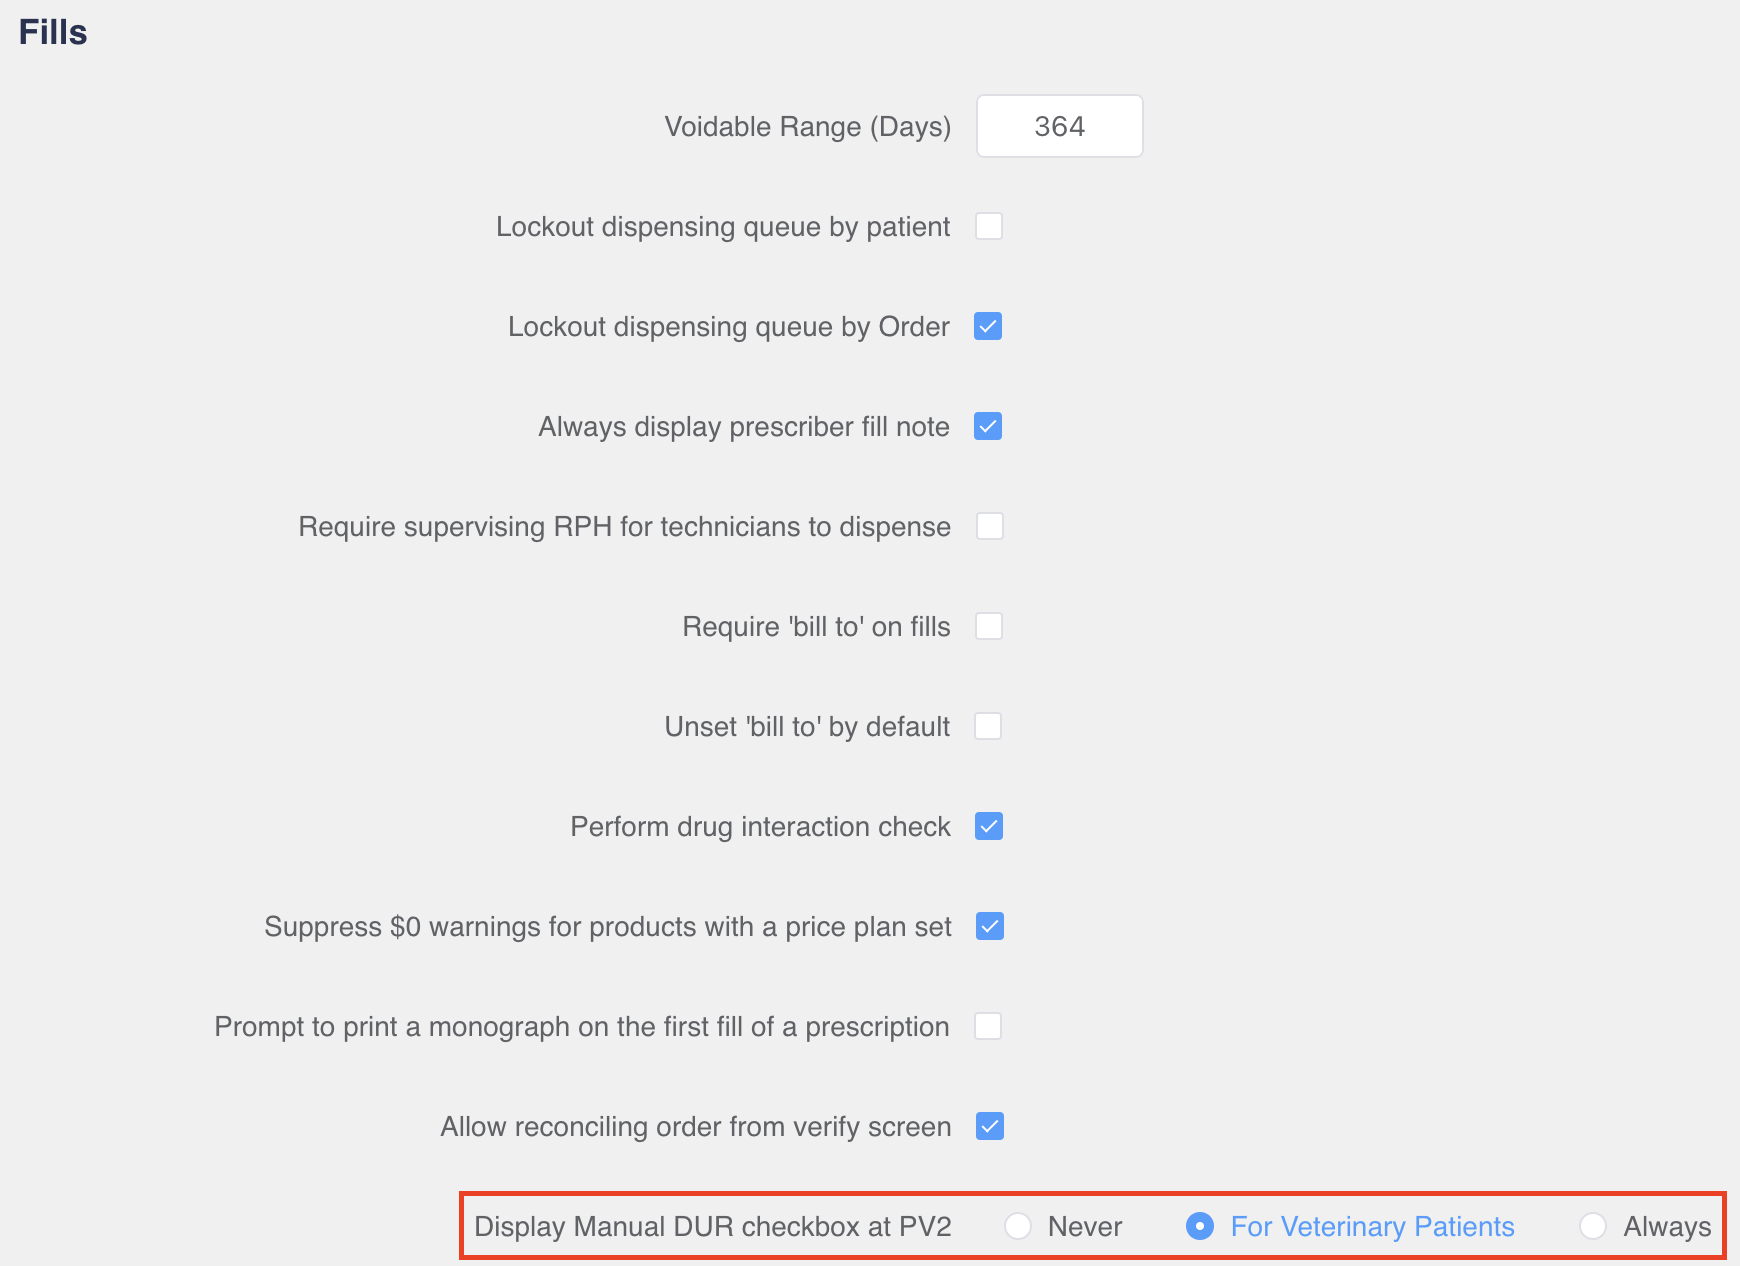 Fills
Voidable Range (Days) 364
Lockout dispensing queue by patient
Lockout dispensing queue by Order
Always display prescriber fill note
Require supervising RPH for technicians to dispense
Require 'bill to' on fills
Unset 'bill to' by default
Perform drug interaction check
Suppress $0 warnings for products with a price plan set
Prompt to print a monograph on the first fill of a prescription
Allow reconciling order from verify screen
Display Manual DUR checkbox at PV2 Never For Veterinary Patients Always